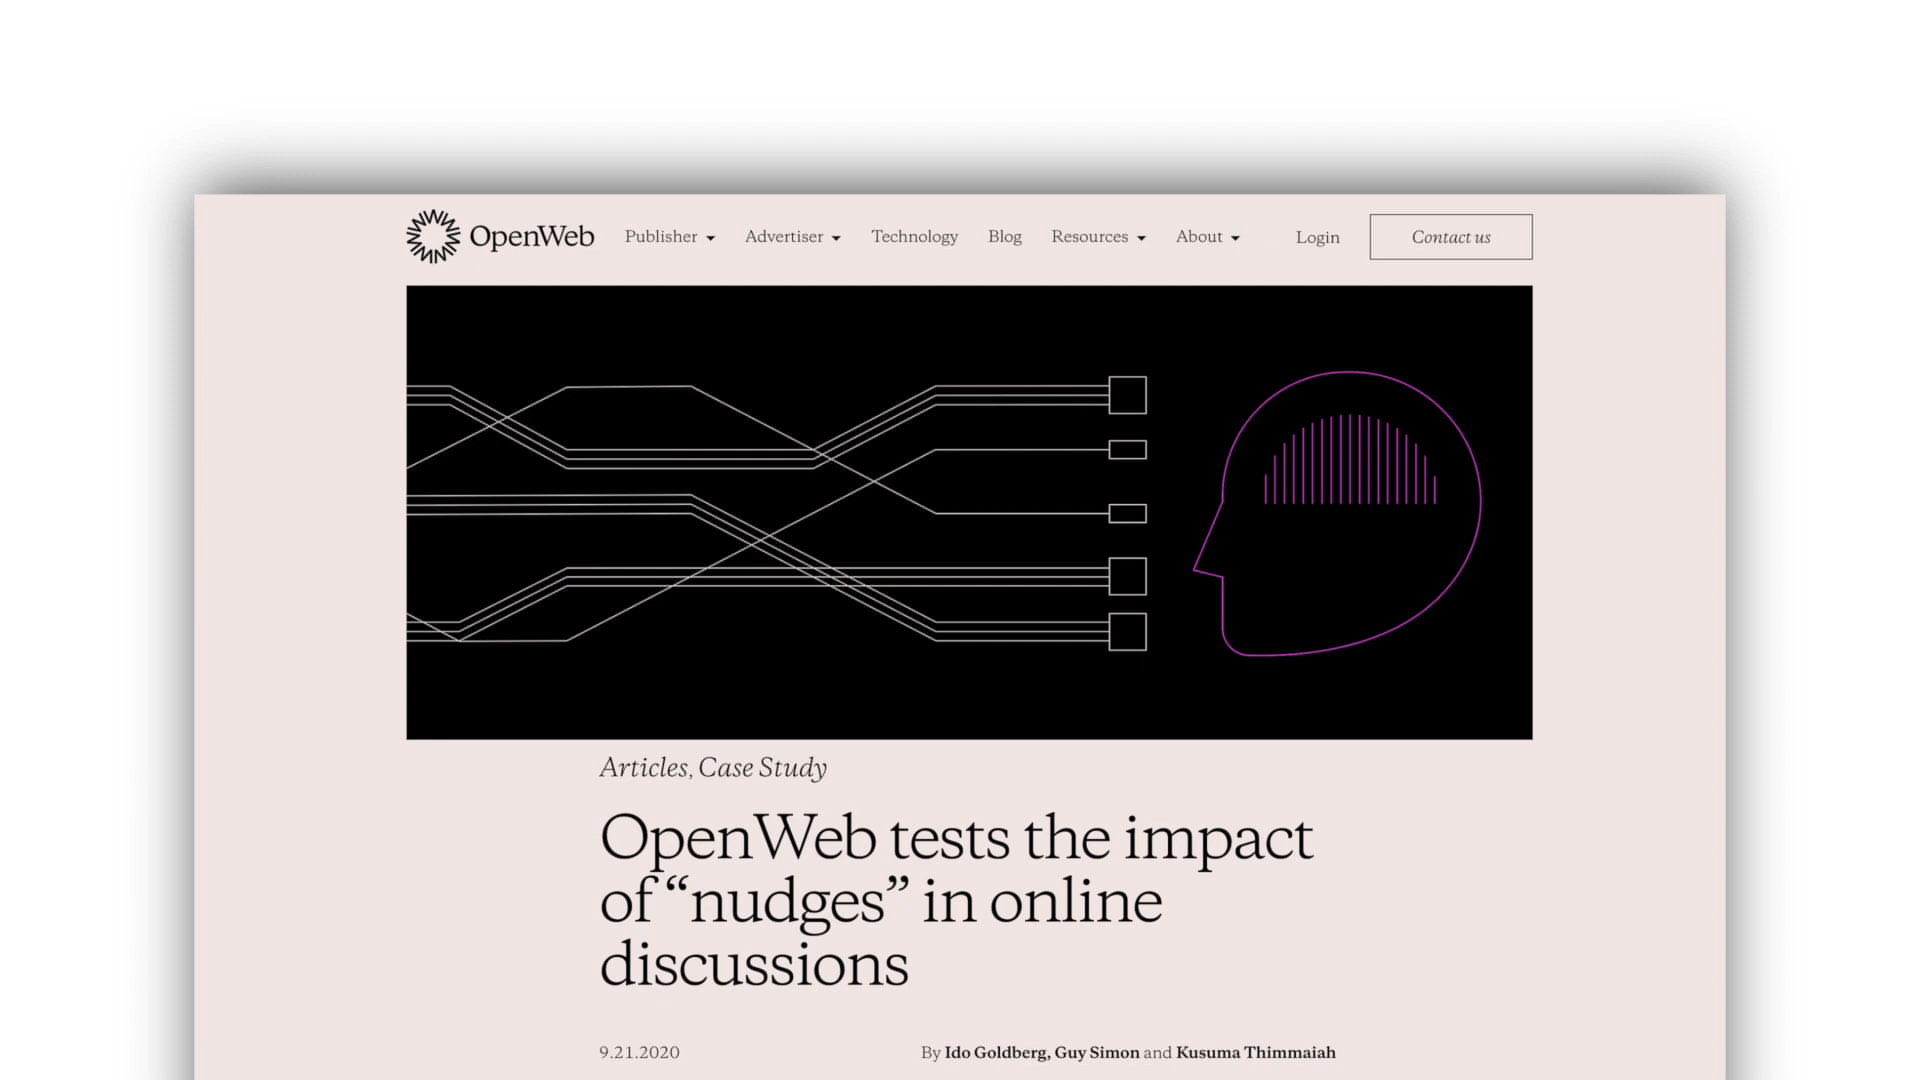 OpenWeb Publisher Advertiser Technology Blog Resources About Login Contact us
Articles, Case Study
OpenWeb tests the impact
of “nudges” in online
discussions
9.21.2020 By Ido Goldberg, Guy Simon and Kusuma Thimmaiah